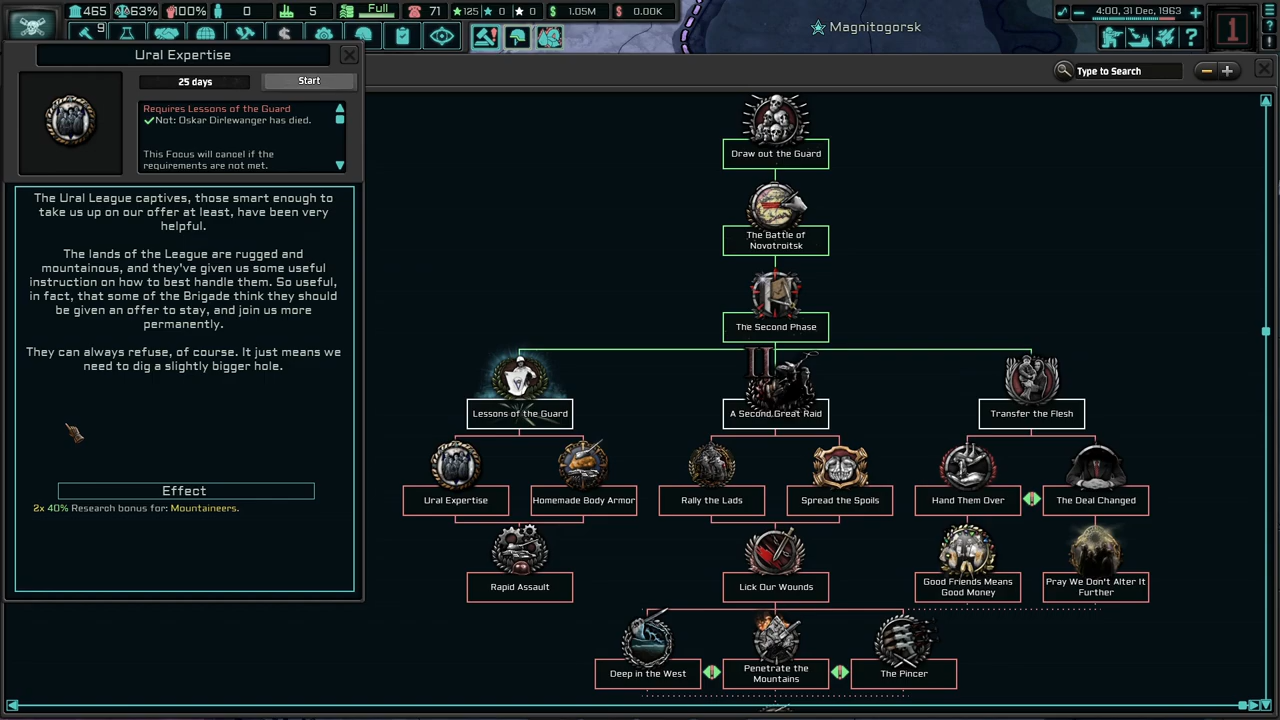 465
63%
100%
0
5
Full
71
125
0
0
1.05M
0.00K
4:00, 31 Dec, 1963
1
9
Magnitogorsk
Ural Expertise
25 days
Start
Requires Lessons of the Guard
Not: Oskar Dirlewanger has died.
This Focus will cancel if the
requirements are not met.
Type to Search
The Ural League captives, those smart enough to
take us up on our offer at least, have been very
helpful.
The lands of the League are rugged and
mountainous, and they've given us some useful
instruction on how to best handle them. So useful,
in fact, that some of the Brigade think they should
be given an offer to stay, and join us more
permanently.
They can always refuse, of course. It just means we
need to dig a slightly bigger hole.
Effect
2x 40% Research bonus for: Mountaineers.
Draw out the Guard
The Battle of
Novotroitsk
The Second Phase
II
Lessons of the Guard
A Second Great Raid
Transfer the Flesh
Ural Expertise
Homemade Body Armor
Rally the Lads
Spread the Spoils
Hand Them Over
The Deal Changed
Rapid Assault
Lick Our Wounds
Good Friends Means
Good Money
Pray We Don't Alter It
Further
Deep in the West
Penetrate the
Mountains
The Pincer